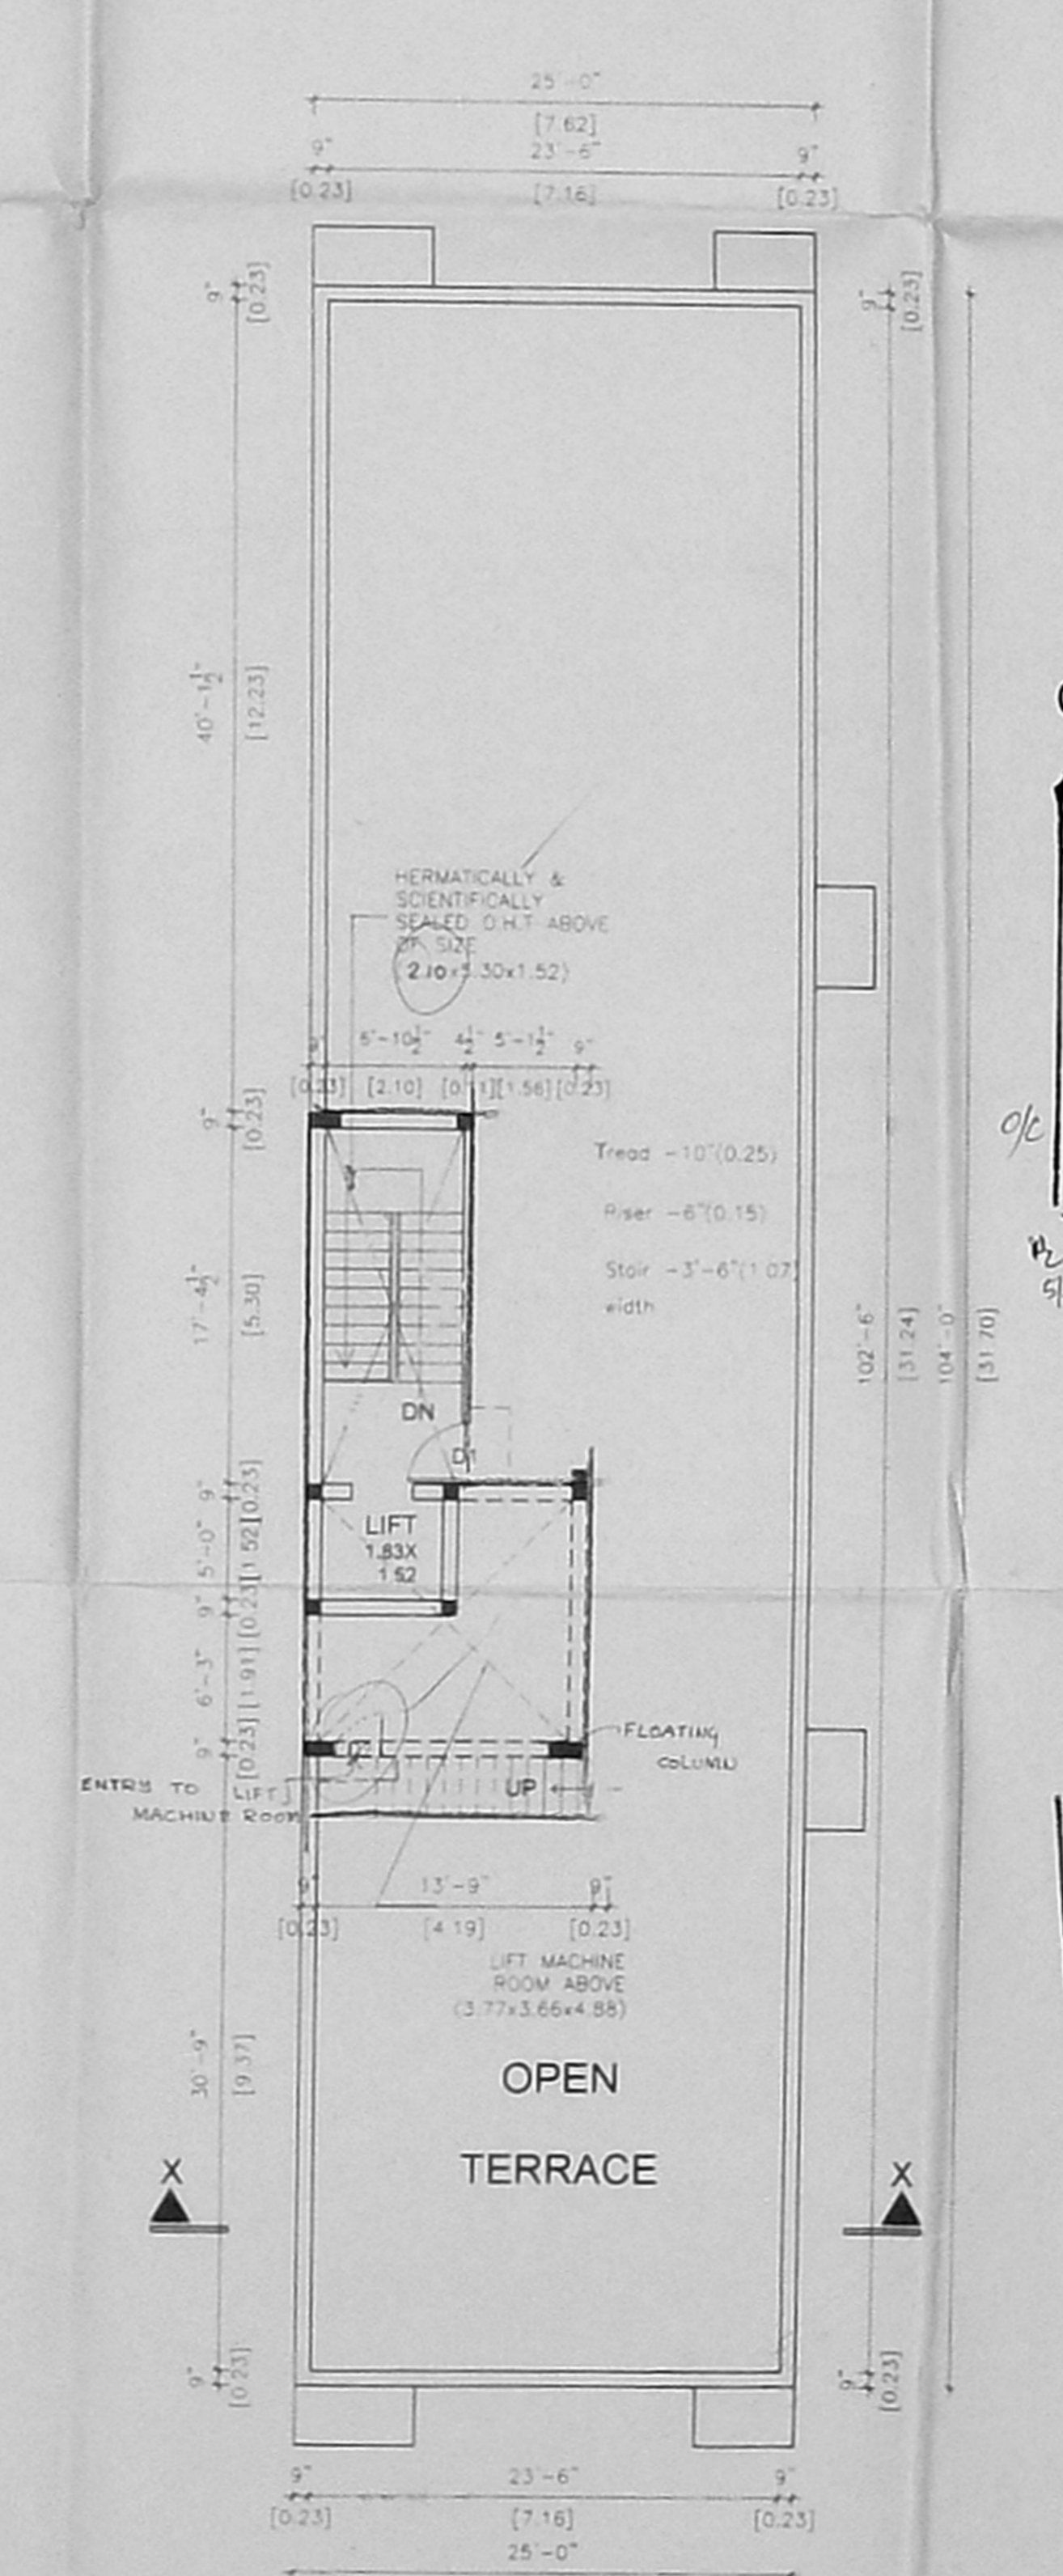 25'-0"
[7.62]
9" 23'-6" 9"
[0.23] [7.16] [0.23]
9" [0.23]
9" [0.23]
40'-1½" [12.23]
HERMATICALLY &
SCIENTIFICALLY
SEALED O.H.T ABOVE
OF SIZE
(2.10x5.30x1.52)
9" 5'-10½" 4½" 5'-1½" 9"
[0.23] [2.10] [0.11][1.56][0.23]
9" [0.23]
O/C
Tread -10"(0.25)
Riser -6"(0.15)
Stair -3'-6"(1.07)
width
17'-4½" [5.30]
102'-6" [31.24]
104'-0" [31.70]
DN
D1
9" [0.23]
LIFT
1.83X
1.52
5'-0" [1.52]
9" [0.23]
6'-3" [1.91]
9" [0.23]
FLOATING
COLUMN
ENTRY TO LIFT
MACHINE ROOM
UP
9" 13'-9" 9"
[0.23] [4.19] [0.23]
LIFT MACHINE
ROOM ABOVE
(3.77x3.66x4.88)
30'-9" [9.37]
OPEN
TERRACE
X X
9" [0.23]
9" [0.23]
9" 23'-6" 9"
[0.23] [7.16] [0.23]
25'-0"